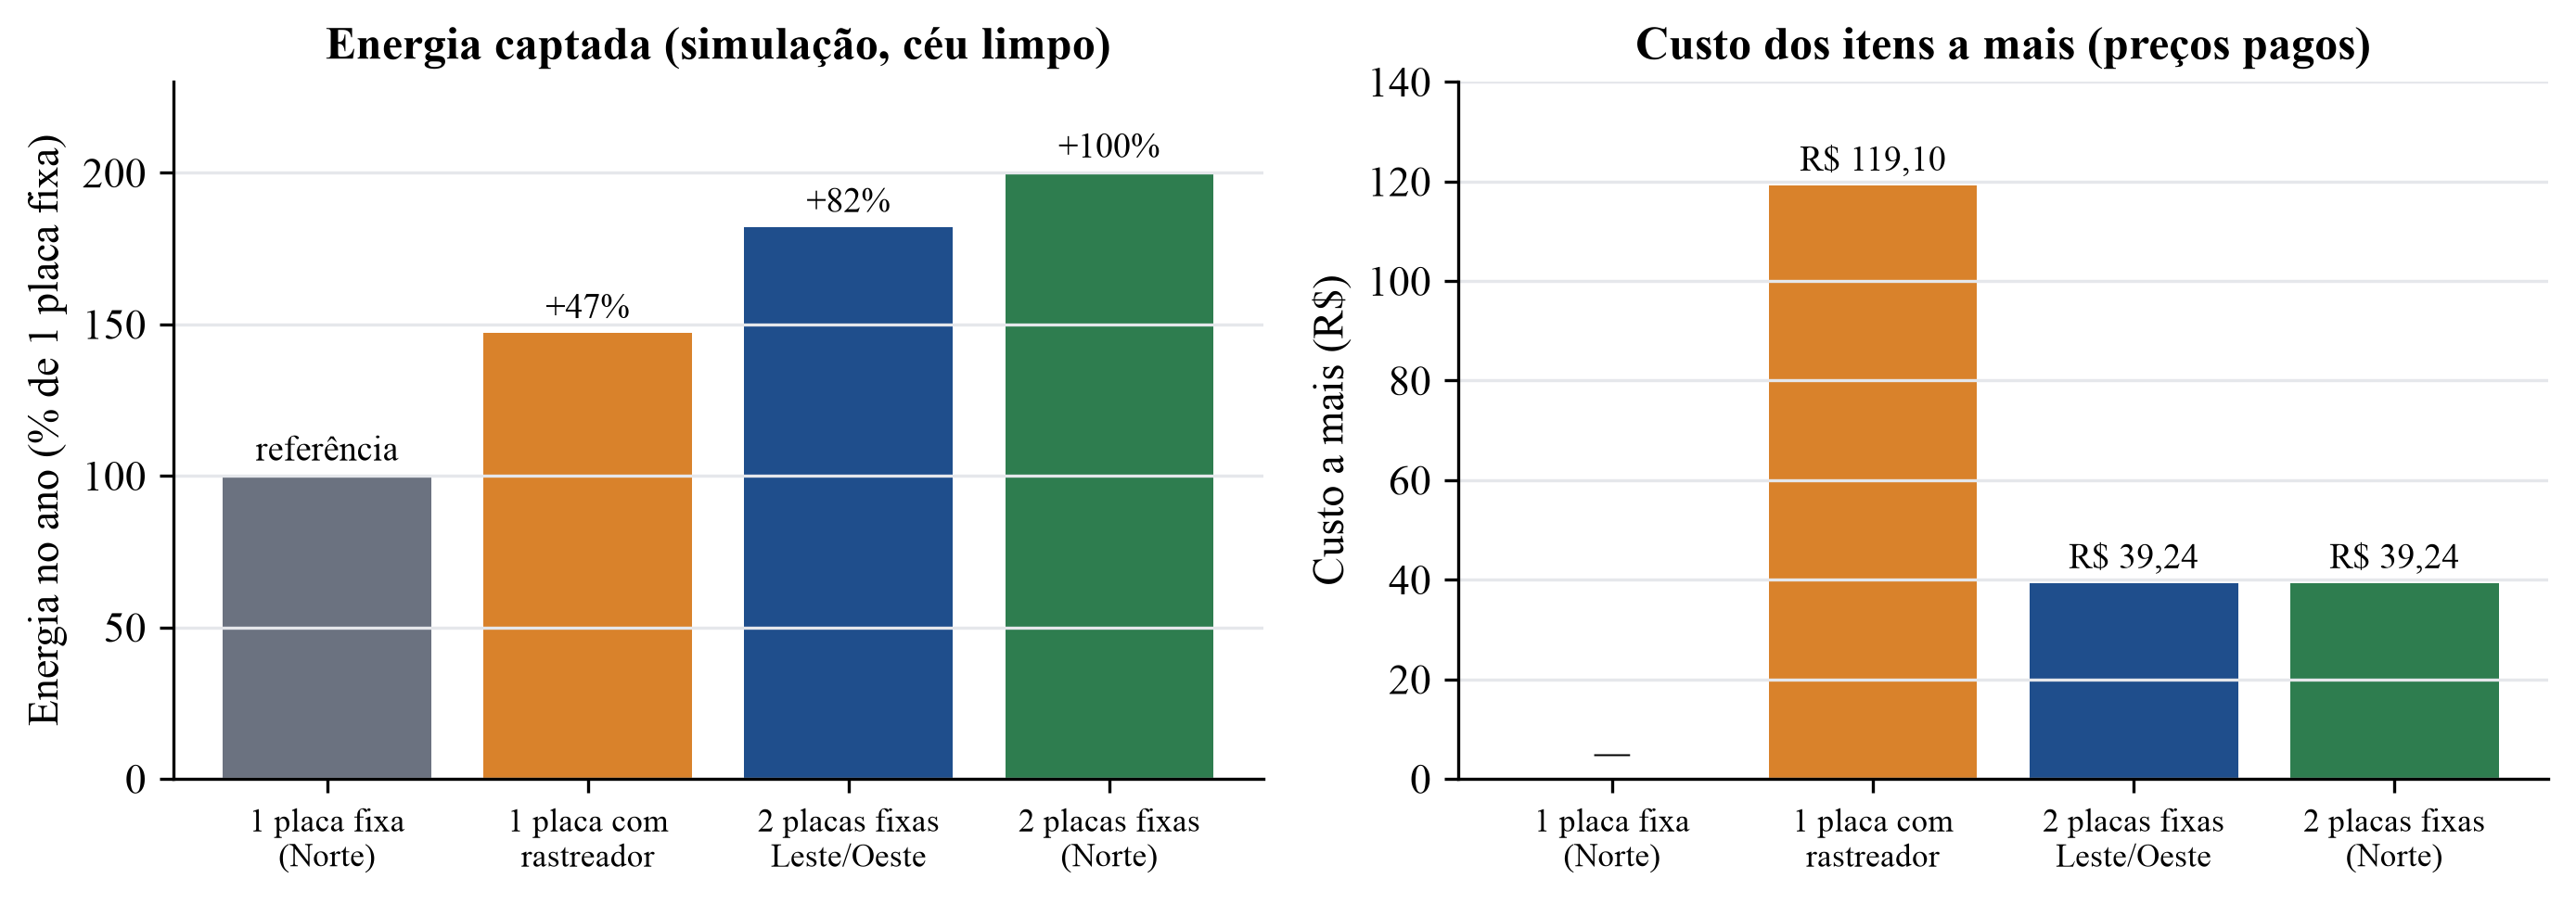 Energia captada (simulação, céu limpo)
Energia no ano (% de 1 placa fixa)
200
150
100
50
0
referência
+47%
+82%
+100%
1 placa fixa
(Norte)
1 placa com
rastreador
2 placas fixas
Leste/Oeste
2 placas fixas
(Norte)
Custo dos itens a mais (preços pagos)
Custo a mais (R$)
140
120
100
80
60
40
20
0
—
R$ 119,10
R$ 39,24
R$ 39,24
1 placa fixa
(Norte)
1 placa com
rastreador
2 placas fixas
Leste/Oeste
2 placas fixas
(Norte)